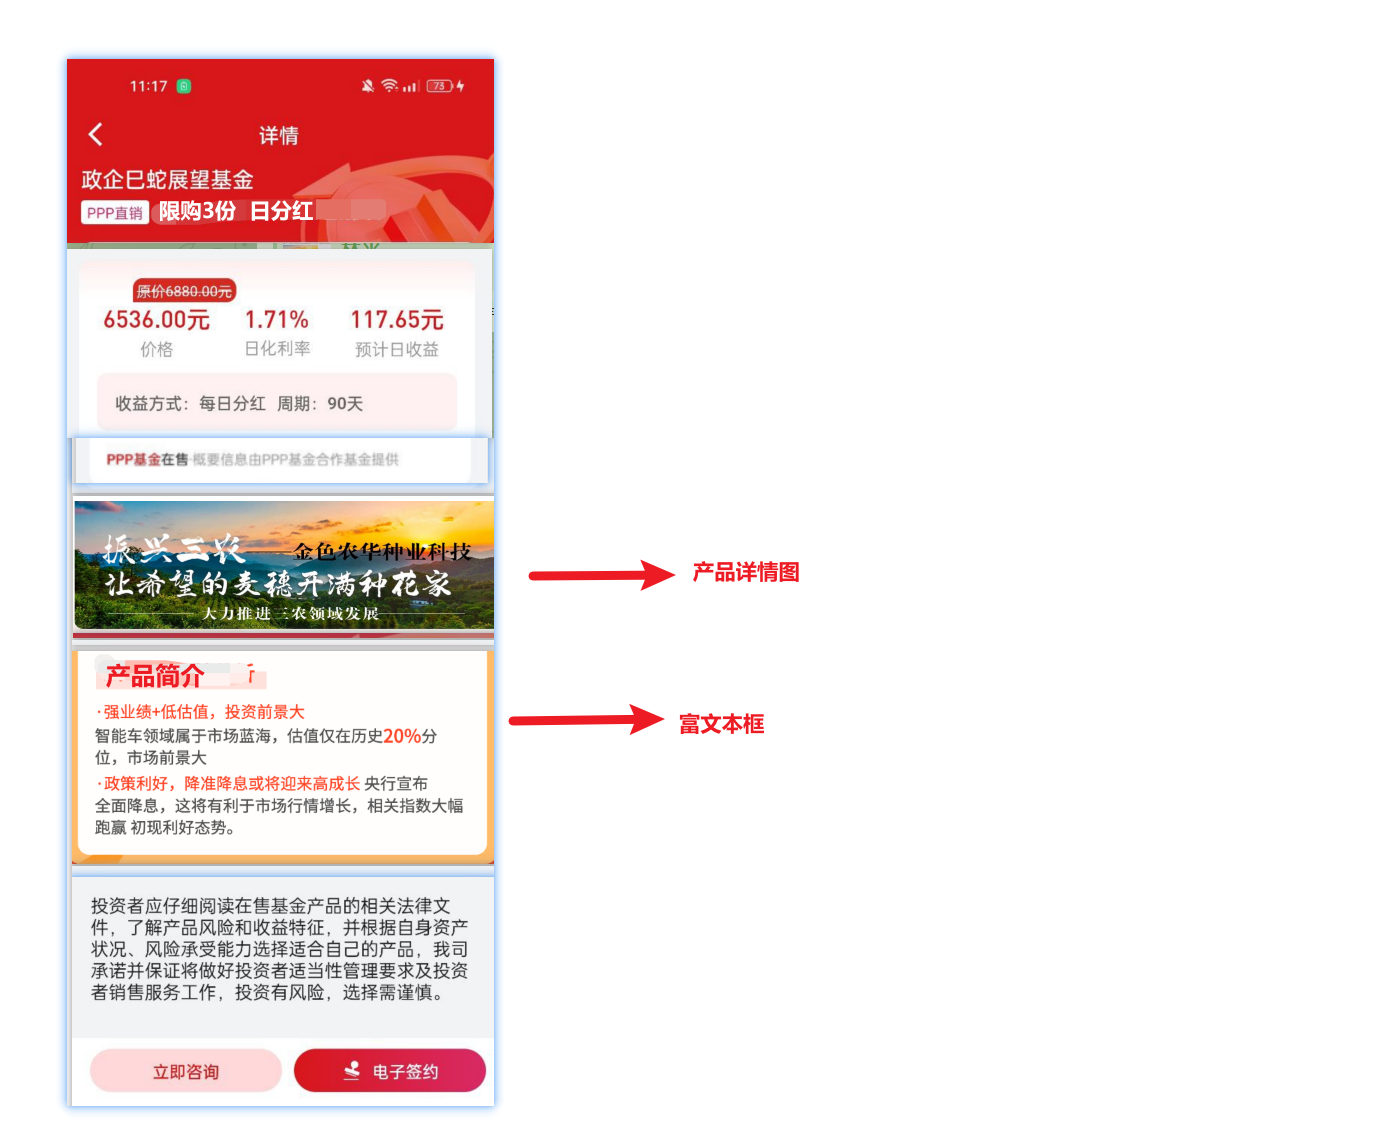 11:17
73
详情
政企巳蛇展望基金
PPP直销 限购3份 日分红
原价6880.00元
6536.00元 1.71% 117.65元
价格 日化利率 预计日收益
收益方式：每日分红 周期：90天
PPP基金在售·概要信息由PPP基金合作基金提供
振兴三农 金色农华种业科技
让希望的麦穗开满种花家
大力推进三农领域发展
产品详情图
产品简介
·强业绩+低估值，投资前景大
智能车领域属于市场蓝海，估值仅在历史20%分
位，市场前景大
·政策利好，降准降息或将迎来高成长 央行宣布
全面降息，这将有利于市场行情增长，相关指数大幅
跑赢 初现利好态势。
富文本框
投资者应仔细阅读在售基金产品的相关法律文
件，了解产品风险和收益特征，并根据自身资产
状况、风险承受能力选择适合自己的产品，我司
承诺并保证将做好投资者适当性管理要求及投资
者销售服务工作，投资有风险，选择需谨慎。
立即咨询 电子签约